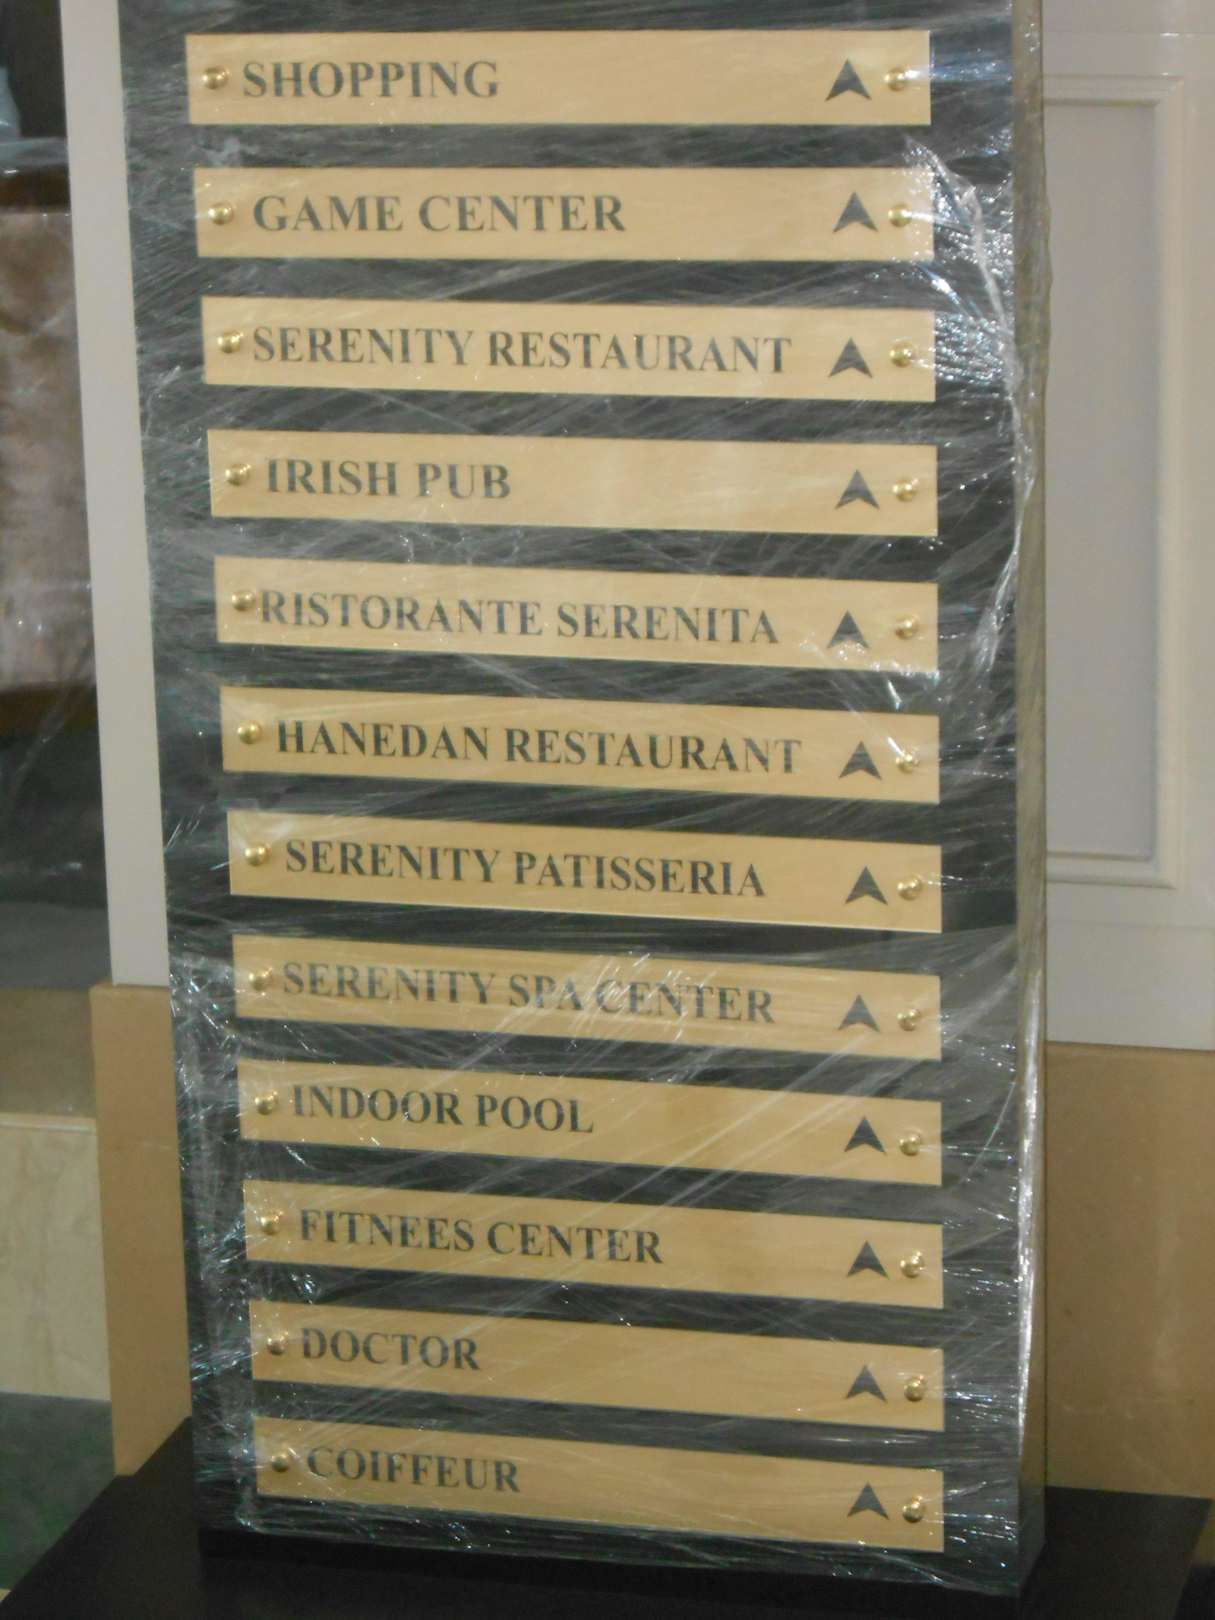 SHOPPING
GAME CENTER
SERENITY RESTAURANT
IRISH PUB
RISTORANTE SERENITA
HANEDAN RESTAURANT
SERENITY PATISSERIA
SERENITY SPA CENTER
INDOOR POOL
FITNEES CENTER
DOCTOR
COIFFEUR